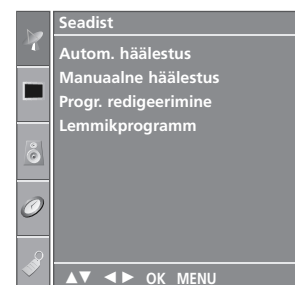 Seadist
Autom. häälestus
Manuaalne häälestus
Progr. redigeerimine
Lemmikprogramm
▲▼ ◄► OK MENU